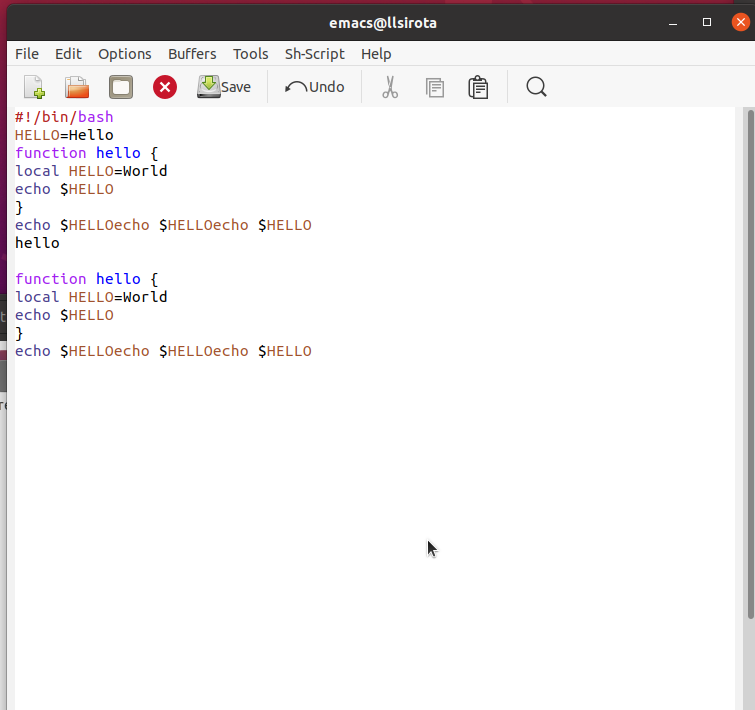 emacs@llsirota
File Edit Options Buffers Tools Sh-Script Help
Save Undo
#!/bin/bash
HELLO=Hello
function hello {
local HELLO=World
echo $HELLO
}
echo $HELLOecho $HELLOecho $HELLO
hello
function hello {
local HELLO=World
echo $HELLO
}
echo $HELLOecho $HELLOecho $HELLO